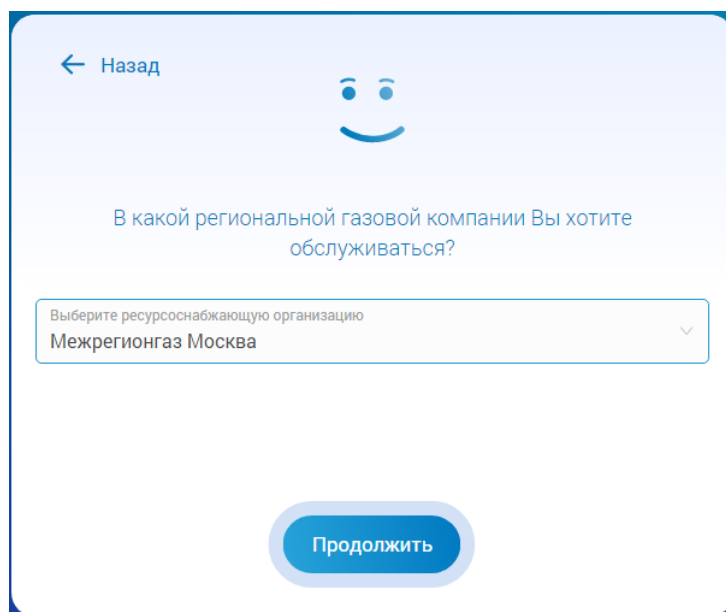 Назад
В какой региональной газовой компании Вы хотите
обслуживаться?
Выберите ресурсоснабжающую организацию
Межрегионгаз Москва
Продолжить